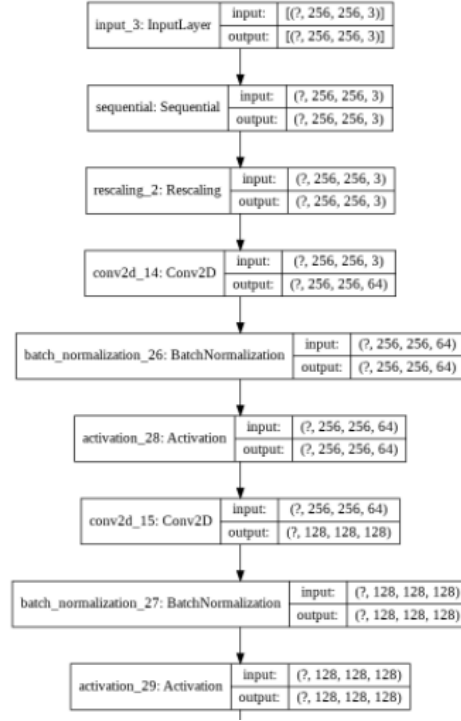 input_3: InputLayer
input: [(?, 256, 256, 3)]
output: [(?, 256, 256, 3)]
sequential: Sequential
input: (?, 256, 256, 3)
output: (?, 256, 256, 3)
rescaling_2: Rescaling
input: (?, 256, 256, 3)
output: (?, 256, 256, 3)
conv2d_14: Conv2D
input: (?, 256, 256, 3)
output: (?, 256, 256, 64)
batch_normalization_26: BatchNormalization
input: (?, 256, 256, 64)
output: (?, 256, 256, 64)
activation_28: Activation
input: (?, 256, 256, 64)
output: (?, 256, 256, 64)
conv2d_15: Conv2D
input: (?, 256, 256, 64)
output: (?, 128, 128, 128)
batch_normalization_27: BatchNormalization
input: (?, 128, 128, 128)
output: (?, 128, 128, 128)
activation_29: Activation
input: (?, 128, 128, 128)
output: (?, 128, 128, 128)